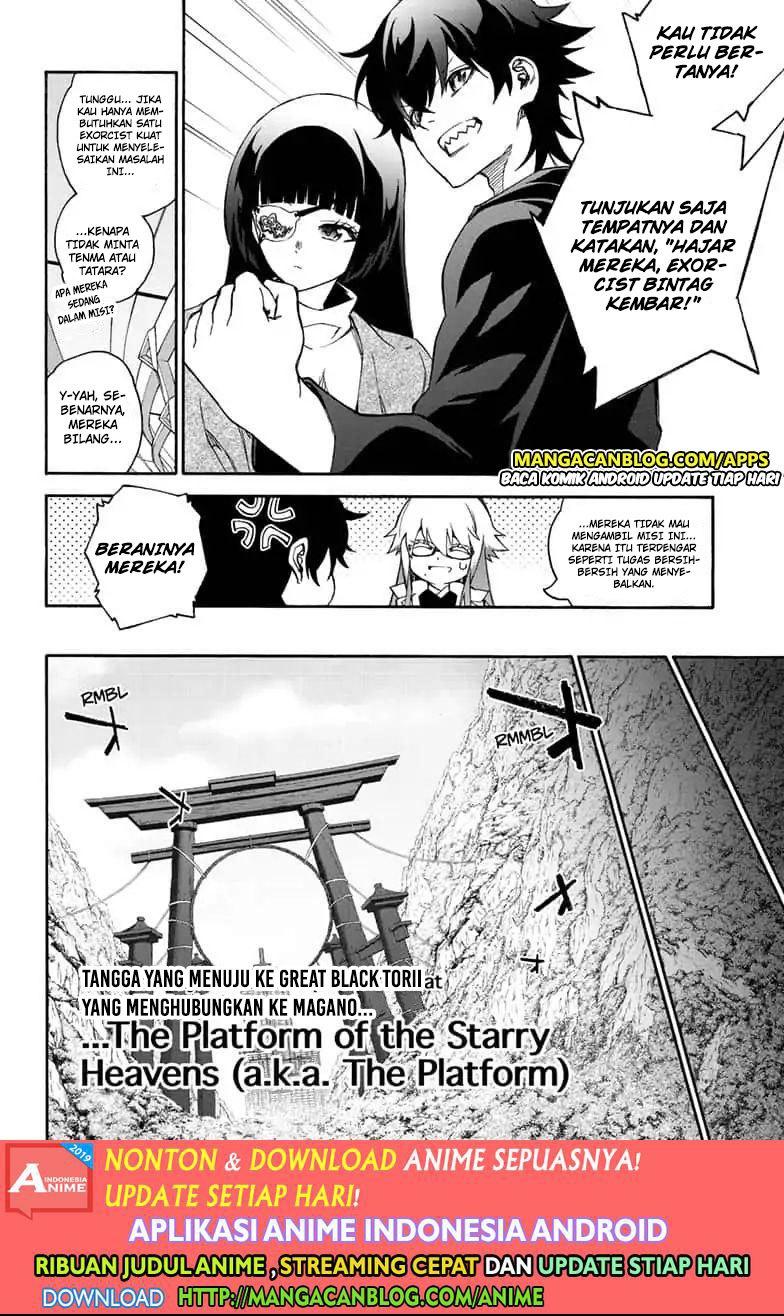 KAU TIDAK
PERLU BER-
TANYA!
TUNJUKAN SAJA
TEMPATNYA DAN
KATAKAN, "HAJAR
MEREKA, EXOR-
CIST BINTAG
KEMBAR!"
TUNGGU... JIKA
KAU HANYA MEM-
BUTUHKAN SATU
EXORCIST KUAT
UNTUK MENYELE-
SAIKAN MASALAH
INI...
...KENAPA
TIDAK MINTA
TENMA ATAU
TATARA?
APA MEREKA
SEDANG
DALAM MISI?
Y-YAH, SE-
BENARNYA,
MEREKA
BILANG...
MANGACANBLOG.COM/APPS
BACA KOMIK ANDROID UPDATE TIAP HARI
...MEREKA TIDAK MAU
MENGAMBIL MISI INI...
KARENA ITU TERDENGAR
SEPERTI TUGAS BERSIH-
BERSIH YANG MENYE-
BALKAN.
BERANINYA
MEREKA!
RMBL
RMMBL
TANGGA YANG MENUJU KE GREAT BLACK TORII at
YANG MENGHUBUNGKAN KE MAGANO...
...The Platform of the Starry
Heavens (a.k.a. The Platform)
2019
INDONESIA
ANIME
NONTON & DOWNLOAD ANIME SEPUASNYA!
UPDATE SETIAP HARI!
APLIKASI ANIME INDONESIA ANDROID
RIBUAN JUDUL ANIME , STREAMING CEPAT DAN UPDATE STIAP HARI
DOWNLOAD HTTP://MANGACANBLOG.COM/ANIME